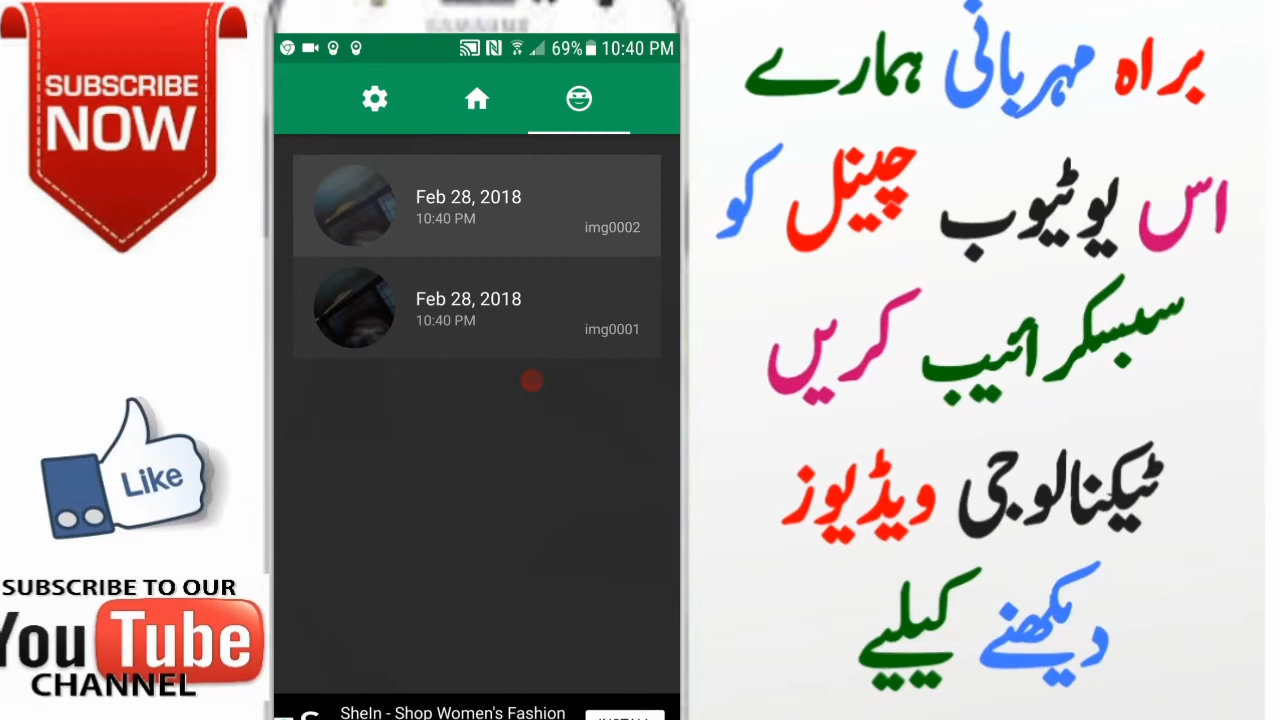 SUBSCRIBE
NOW
Like
SUBSCRIBE TO OUR
YouTube
CHANNEL
69% 10:40 PM
Feb 28, 2018
10:40 PM
img0002
Feb 28, 2018
10:40 PM
img0001
SheIn - Shop Women's Fashion
براہ مہربانی ہمارے
اس یوٹیوب چینل کو
سبسکرائیب کریں
ٹیکنالوجی ویڈیوز
دیکھنے کیلیے